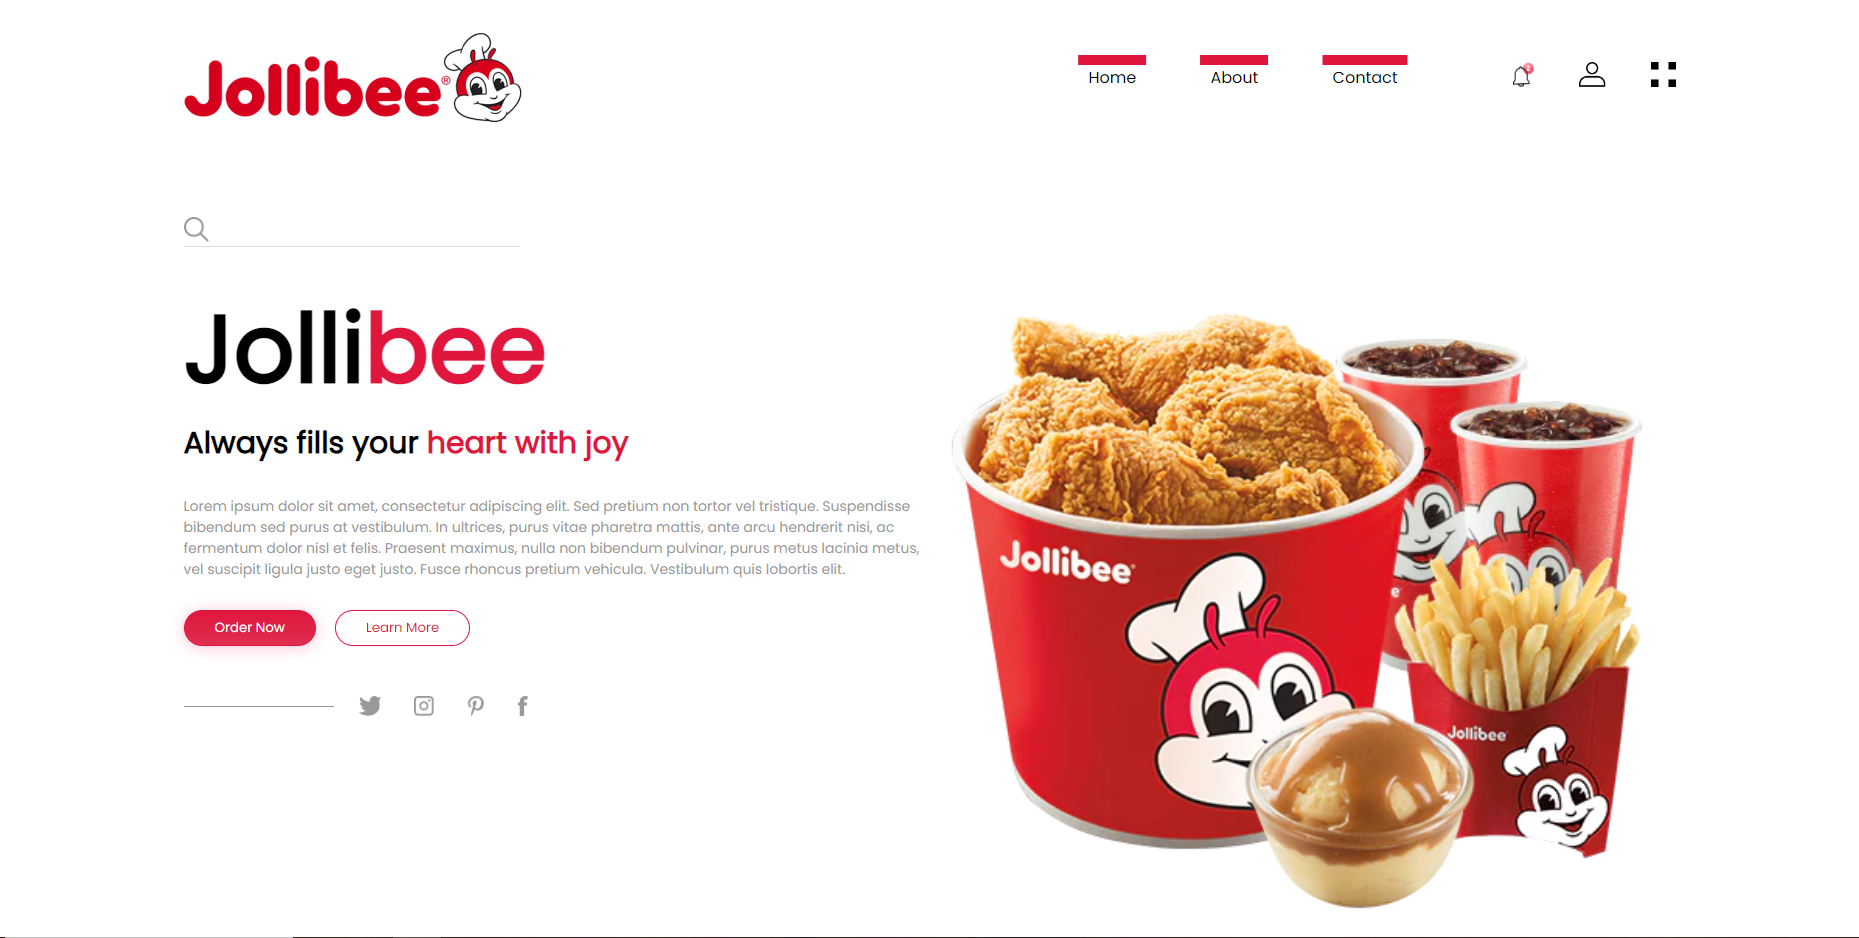 Jollibee®
Home About Contact
2
Jollibee
Always fills your heart with joy
Lorem ipsum dolor sit amet, consectetur adipiscing elit. Sed pretium non tortor vel tristique. Suspendisse
bibendum sed purus at vestibulum. In ultrices, purus vitae pharetra mattis, ante arcu hendrerit nisi, ac
fermentum dolor nisl et felis. Praesent maximus, nulla non bibendum pulvinar, purus metus lacinia metus,
vel suscipit ligula justo eget justo. Fusce rhoncus pretium vehicula. Vestibulum quis lobortis elit.
Order Now Learn More
Jollibee
e
Jollibee